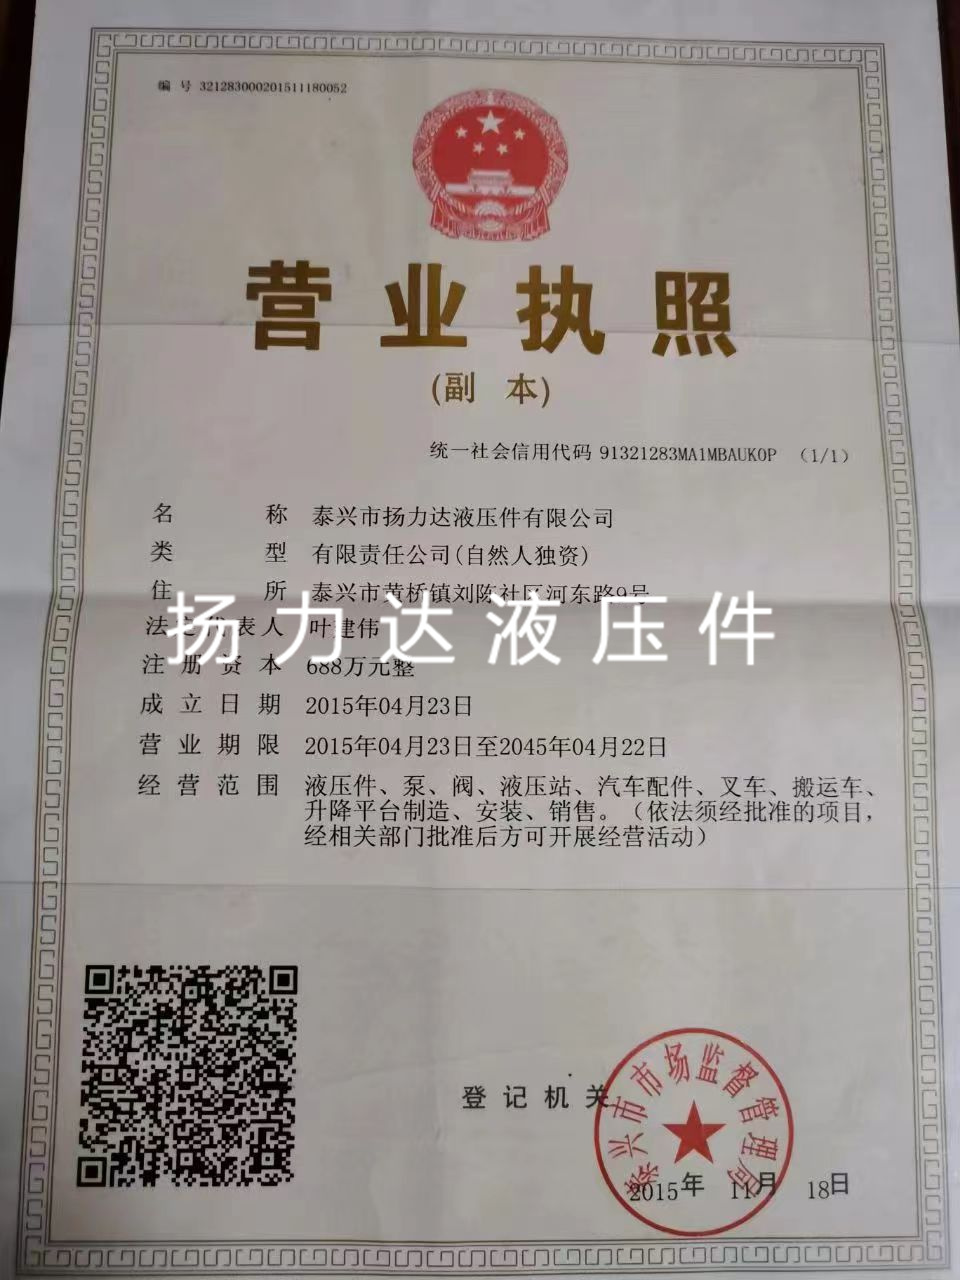 编 号 321283000201511180052
营业执照
(副 本)
统一社会信用代码 91321283MA1MBAUK0P （1/1）
名 称 泰兴市扬力达液压件有限公司
类 型 有限责任公司(自然人独资)
住 所 泰兴市黄桥镇刘陈社区河东路9号
扬力达液压件
法定代表人 叶建伟
注册资本 688万元整
成立日期 2015年04月23日
营业期限 2015年04月23日至2045年04月22日
经营范围 液压件、泵、阀、液压站、汽车配件、叉车、搬运车、
升降平台制造、安装、销售。（依法须经批准的项目，
经相关部门批准后方可开展经营活动）
泰兴市市场监督管理局
登记机关
2015年 11月 18日